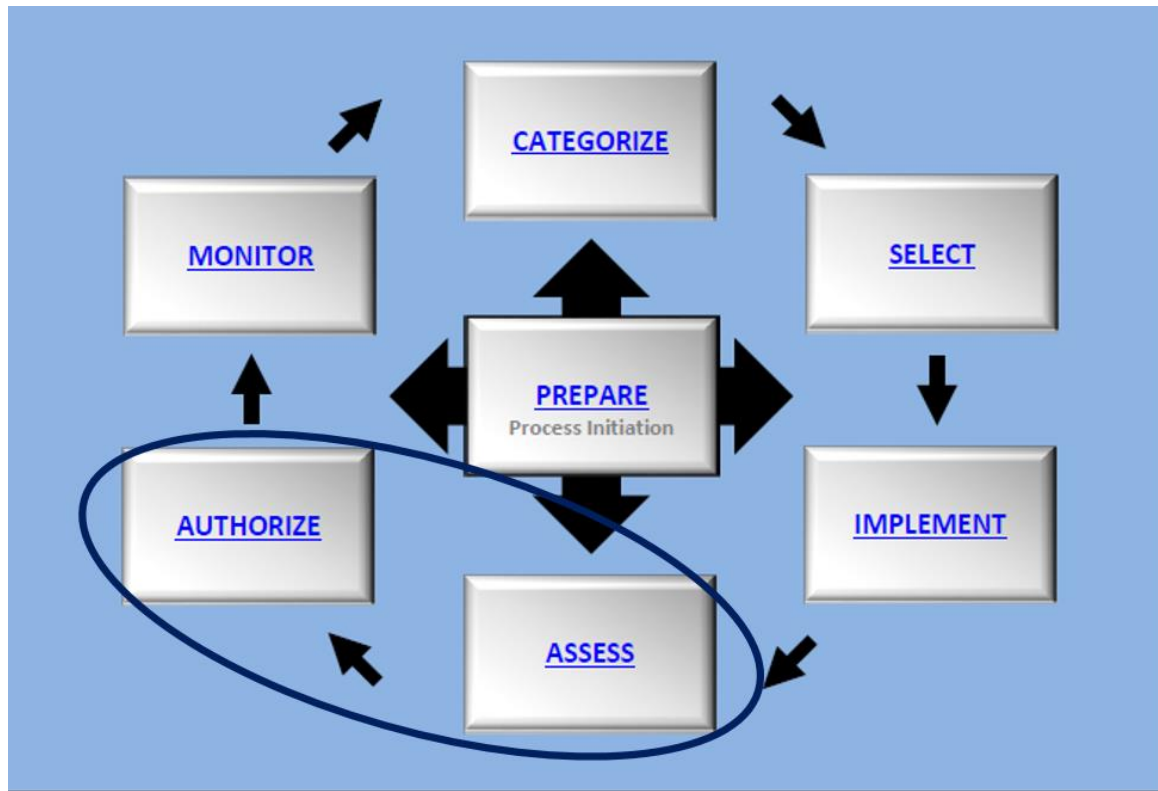 CATEGORIZE
SELECT
MONITOR
PREPARE
Process Initiation
AUTHORIZE
IMPLEMENT
ASSESS